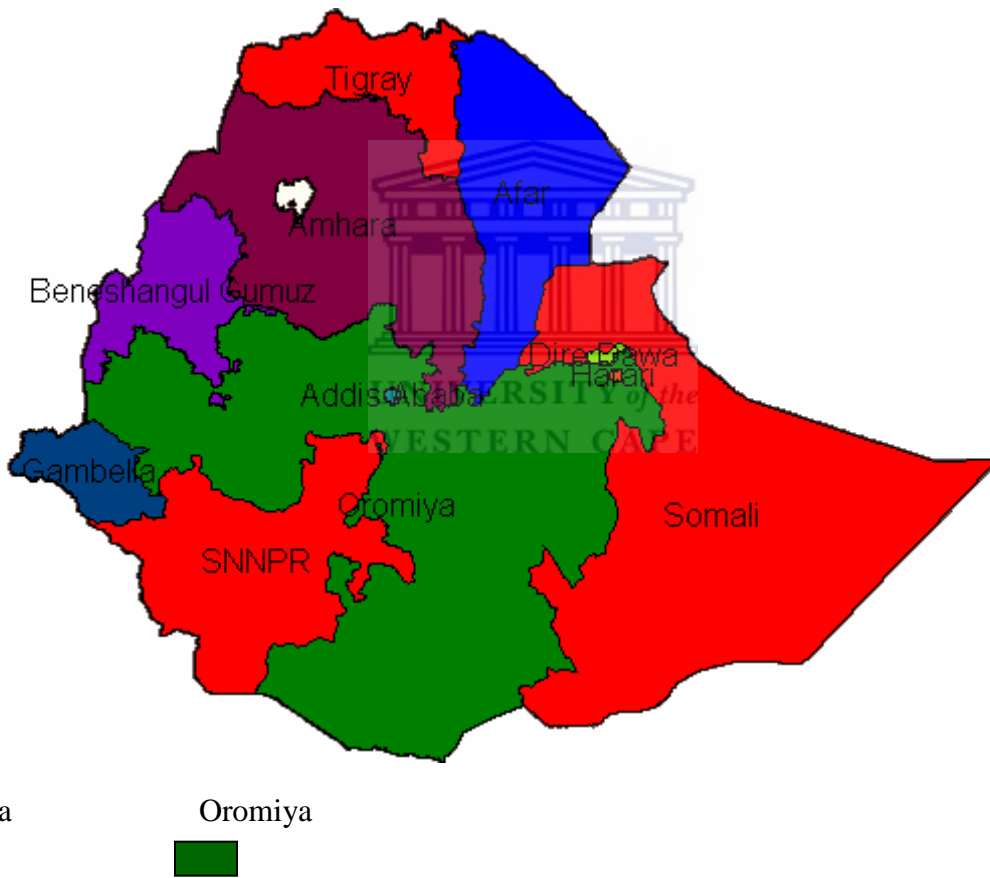 Tigray
Afar
Amhara
Beneshangul Gumuz
Dire Dawa
Harari
Addis Ababa
UNIVERSITY of the
WESTERN CAPE
Gambella
Oromiya
Somali
SNNPR
a Oromiya